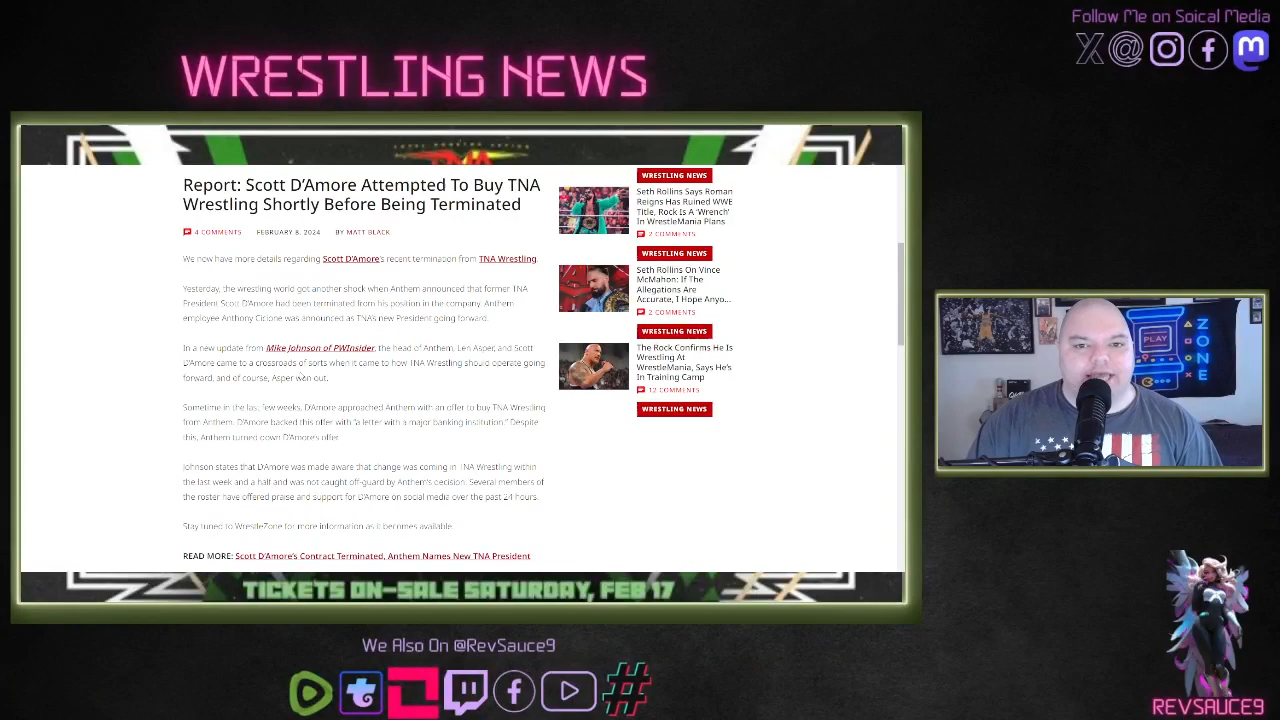 Follow Me on Soical Media
WRESTLING NEWS
TNA
Report: Scott D'Amore Attempted To Buy TNA
Wrestling Shortly Before Being Terminated
4 COMMENTS FEBRUARY 8, 2024 BY MATT BLACK
We now have more details regarding Scott D'Amore's recent termination from TNA Wrestling.
Yesterday, the wrestling world got another shock when Anthem announced that former TNA
President Scott D'Amore had been terminated from his position in the company. Anthem
employee Anthony Cicione was announced as TNA's new President going forward.
In a new update from Mike Johnson of PWInsider, the head of Anthem, Len Asper, and Scott
D'Amore came to a crossroads of sorts when it came to how TNA Wrestling should operate going
forward, and of course, Asper won out.
Sometime in the last few weeks, D'Amore approached Anthem with an offer to buy TNA Wrestling
from Anthem. D'Amore backed this offer with "a letter with a major banking institution." Despite
this, Anthem turned down D'Amore's offer.
Johnson states that D'Amore was made aware that change was coming in TNA Wrestling within
the last week and a half and was not caught off-guard by Anthem's decision. Several members of
the roster have offered praise and support for D'Amore on social media over the past 24 hours.
Stay tuned to WrestleZone for more information as it becomes available.
READ MORE: Scott D'Amore's Contract Terminated, Anthem Names New TNA President
WRESTLING NEWS
Seth Rollins Says Roman
Reigns Has Ruined WWE
Title, Rock Is A 'Wrench'
In WrestleMania Plans
2 COMMENTS
WRESTLING NEWS
Seth Rollins On Vince
McMahon: If The
Allegations Are
Accurate, I Hope Anyo...
2 COMMENTS
WRESTLING NEWS
The Rock Confirms He Is
Wrestling At
WrestleMania, Says He's
In Training Camp
12 COMMENTS
WRESTLING NEWS
PLAY
ZONE
TICKETS ON-SALE SATURDAY, FEB 17
We Also On @RevSauce9
REVSAUCE9